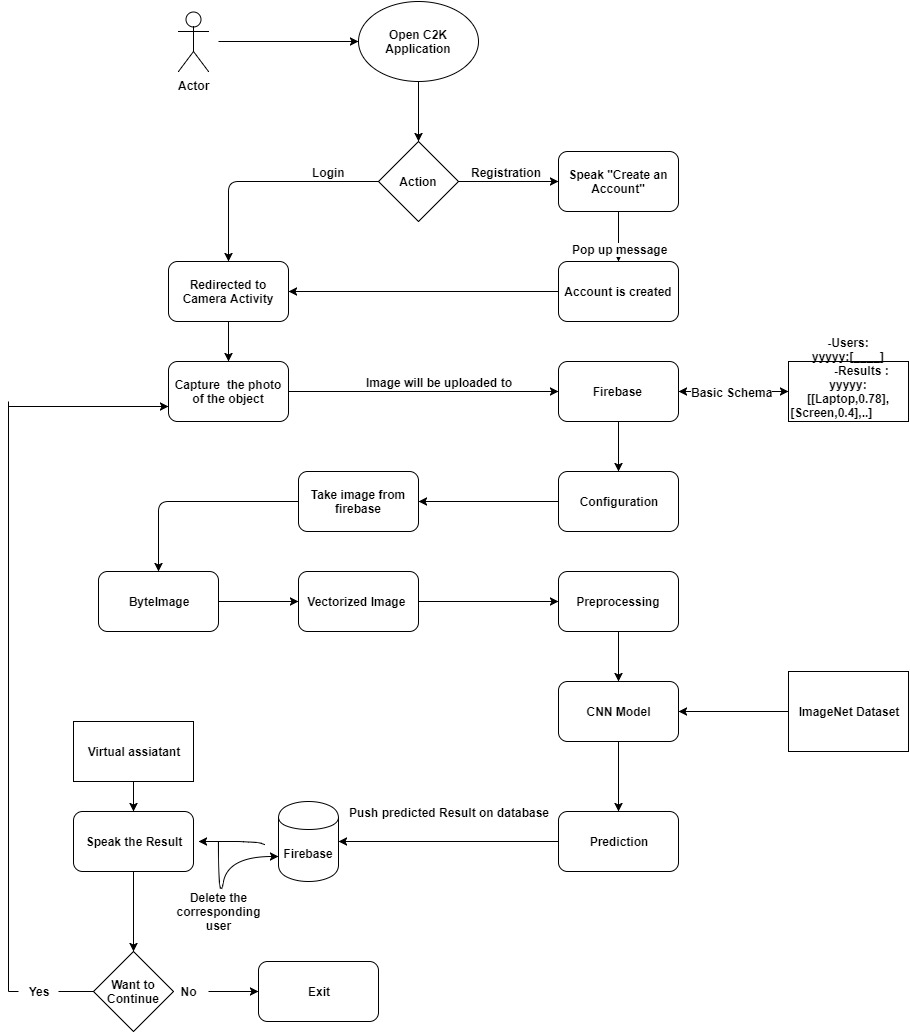 Open C2K
Application
Actor
Login
Action
Registration
Speak "Create an
Account"
Pop up message
Redirected to
Camera Activity
Account is created
Capture the photo
of the object
Image will be uploaded to
Firebase
Basic Schema
-Users:
yyyyy:[____]
-Results :
yyyyy:
[[Laptop,0.78],
[Screen,0.4],..]
Take image from
firebase
Configuration
ByteImage
Vectorized Image
Preprocessing
CNN Model
ImageNet Dataset
Virtual assiatant
Speak the Result
Firebase
Push predicted Result on database
Prediction
Delete the
corresponding
user
Yes
Want to
Continue
No
Exit